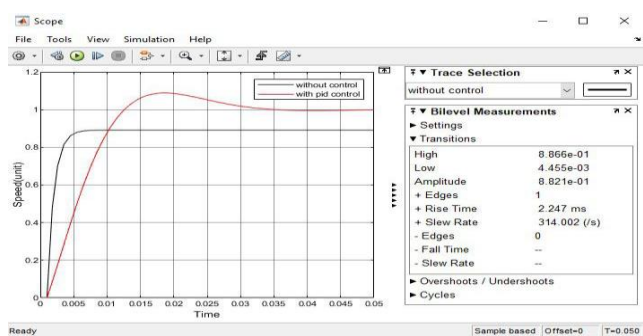 Scope
File Tools View Simulation Help
1.2
1
0.8
0.6
0.4
0.2
0
Speed(unit)
without control
with pid control
0 0.005 0.01 0.015 0.02 0.025 0.03 0.035 0.04 0.045 0.05
Time
Trace Selection
without control
Bilevel Measurements
Settings
Transitions
High 8.866e-01
Low 4.455e-03
Amplitude 8.821e-01
+ Edges 1
+ Rise Time 2.247 ms
+ Slew Rate 314.002 (/s)
- Edges 0
- Fall Time --
- Slew Rate --
Overshoots / Undershoots
Cycles
Ready
Sample based Offset=0 T=0.050